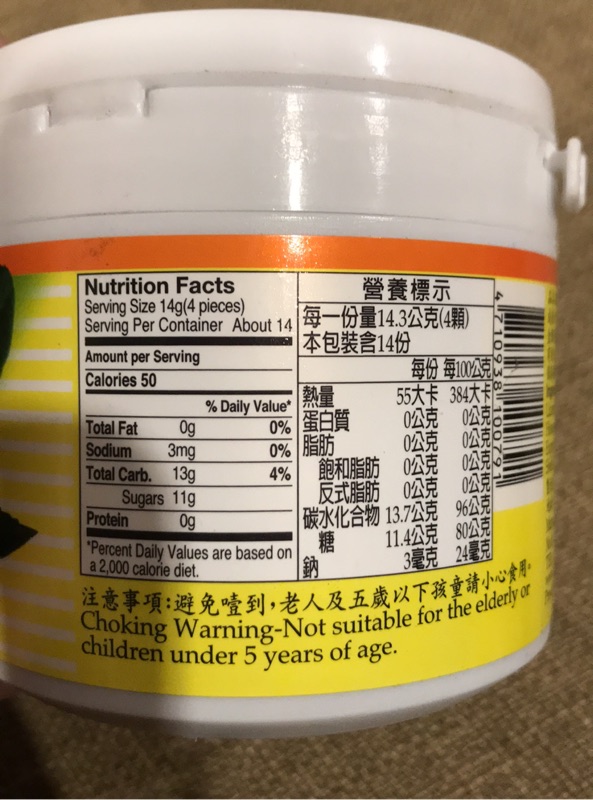 Nutrition Facts
Serving Size 14g(4 pieces)
Serving Per Container About 14
Amount per Serving
Calories 50
% Daily Value*
Total Fat 0g 0%
Sodium 3mg 0%
Total Carb. 13g 4%
Sugars 11g
Protein 0g
*Percent Daily Values are based on
a 2,000 calorie diet.
營養標示
每一份量14.3公克(4顆)
本包裝含14份
每份 每100公克
熱量 55大卡 384大卡
蛋白質 0公克 0公克
脂肪 0公克 0公克
飽和脂肪 0公克 0公克
反式脂肪 0公克 0公克
碳水化合物 13.7公克 96公克
糖 11.4公克 80公克
鈉 3毫克 24毫克
4 710938 100791
注意事項:避免噎到,老人及五歲以下孩童請小心食用。
Choking Warning-Not suitable for the elderly or
children under 5 years of age.